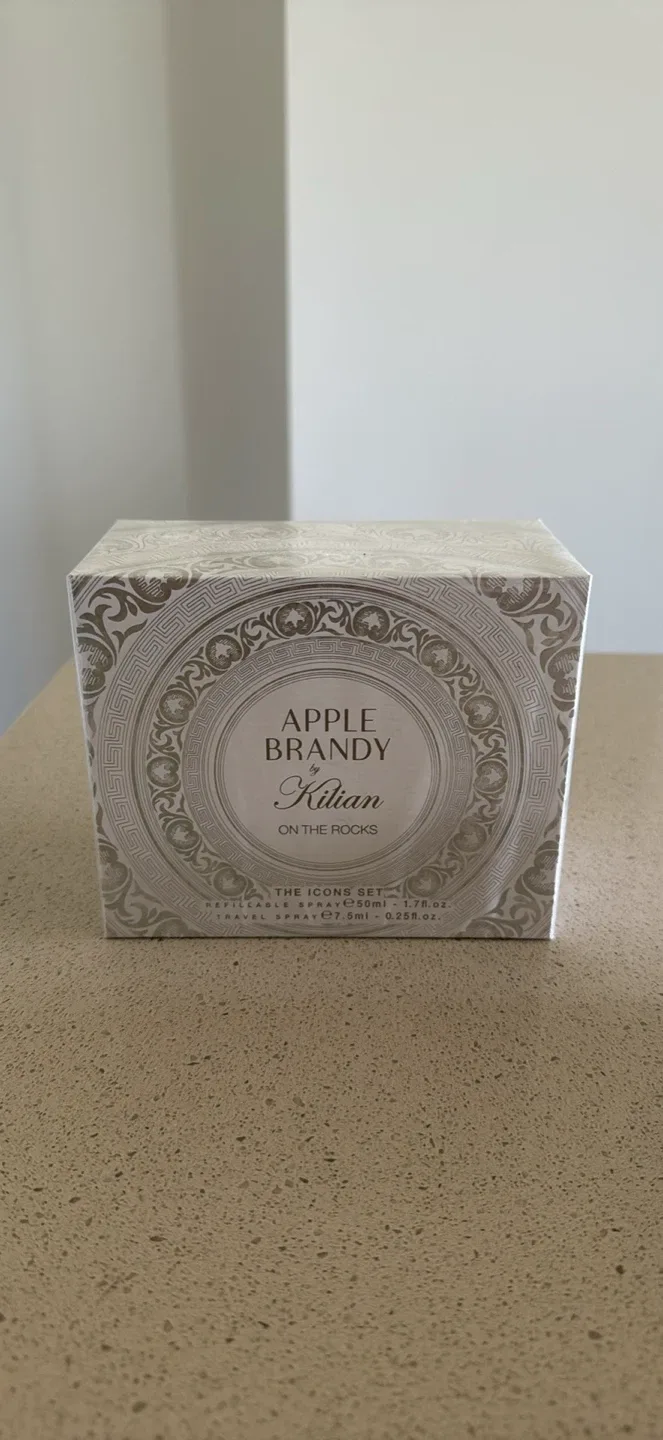 APPLE
BRANDY
by
Kilian
ON THE ROCKS
THE ICONS SET
REFILLABLE SPRAY ℮ 50ml - 1.7fl.oz.
TRAVEL SPRAY ℮ 7.5ml - 0.25fl.oz.